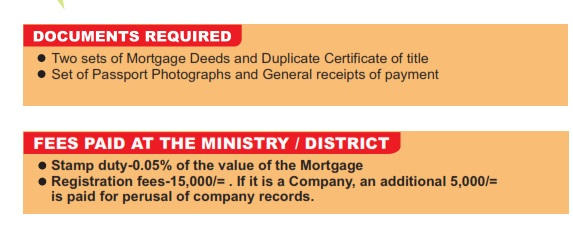 DOCUMENTS REQUIRED
● Two sets of Mortgage Deeds and Duplicate Certificate of title
● Set of Passport Photographs and General receipts of payment
FEES PAID AT THE MINISTRY / DISTRICT
● Stamp duty-0.05% of the value of the Mortgage
● Registration fees-15,000/= . If it is a Company, an additional 5,000/=
is paid for perusal of company records.